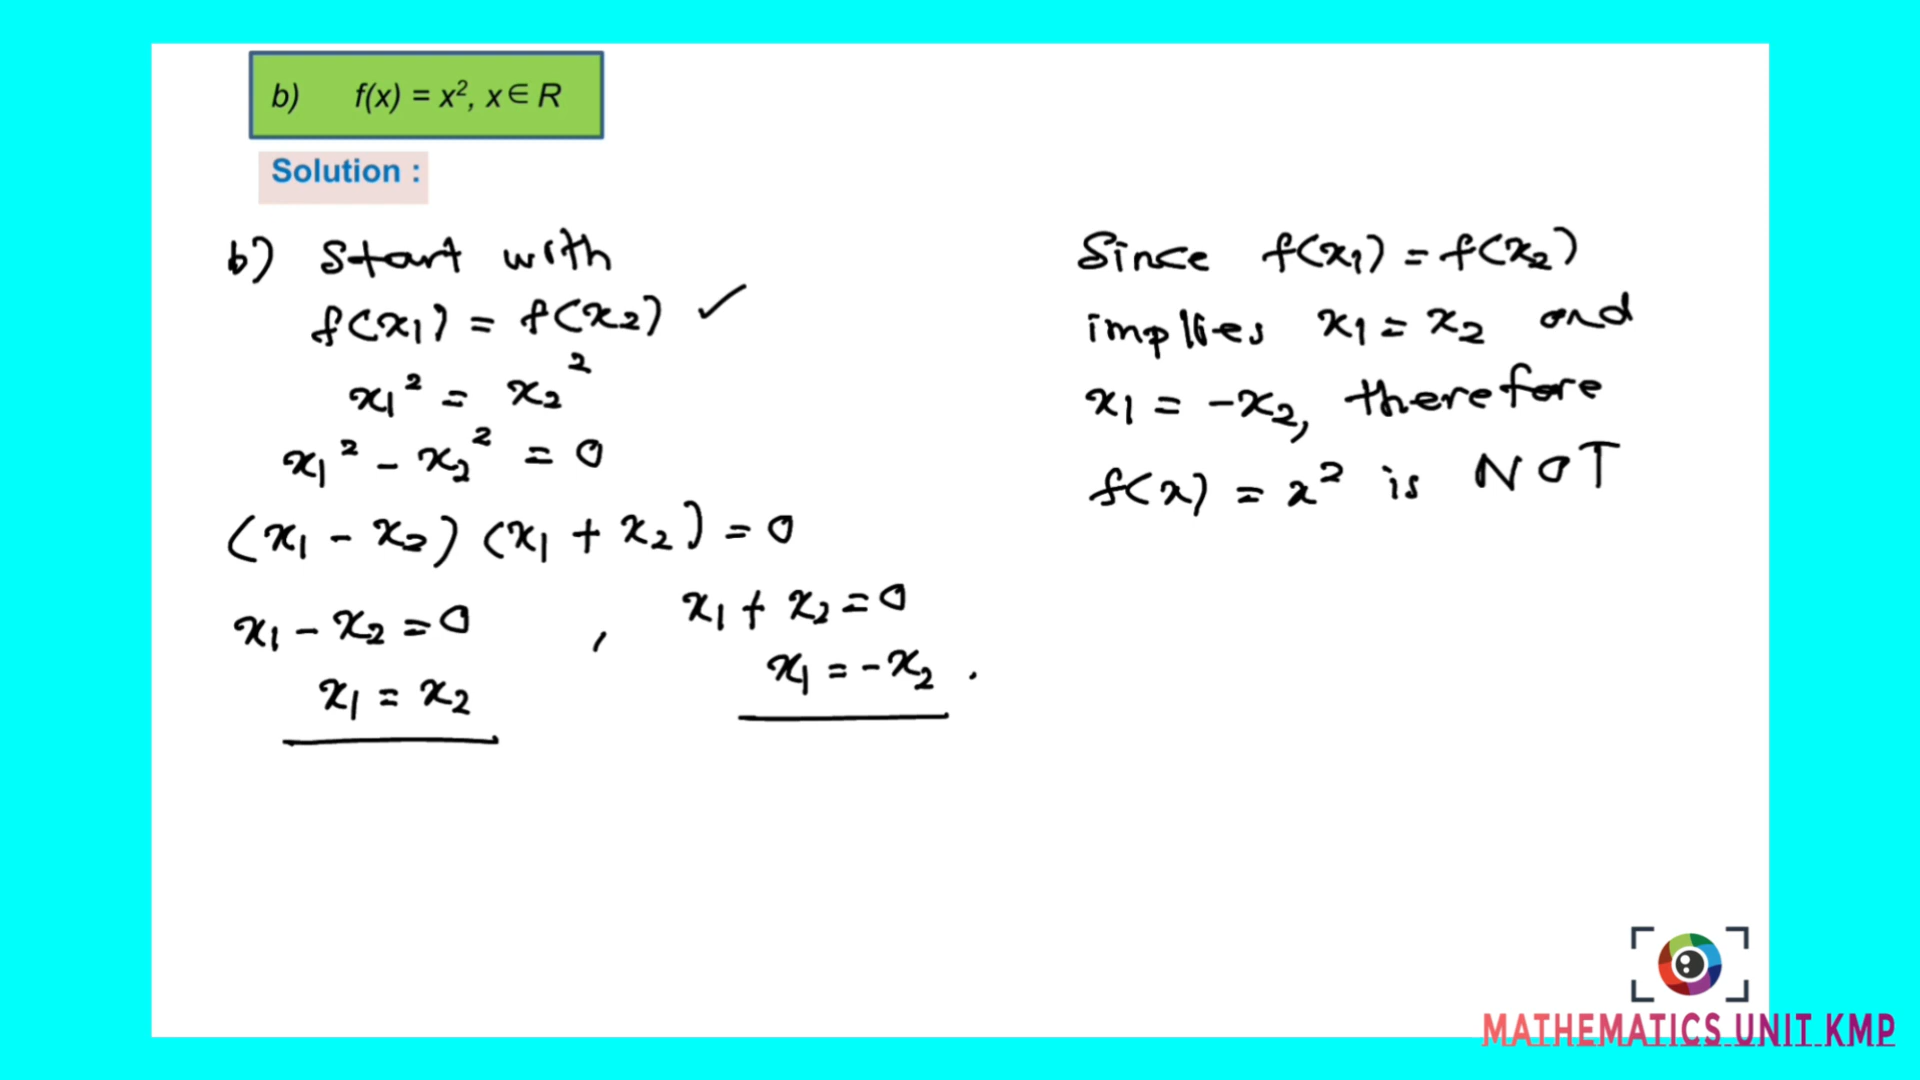 b) f(x) = x², x ∈ R
Solution :
b) Start with
f(x₁) = f(x₂) ✓
x₁² = x₂²
x₁² - x₂² = 0
(x₁ - x₂) (x₁ + x₂) = 0
x₁ - x₂ = 0 , x₁ + x₂ = 0
x₁ = x₂ x₁ = -x₂ .
Since f(x₁) = f(x₂)
implies x₁ = x₂ and
x₁ = -x₂, therefore
f(x) = x² is NOT
MATHEMATICS UNIT KMP